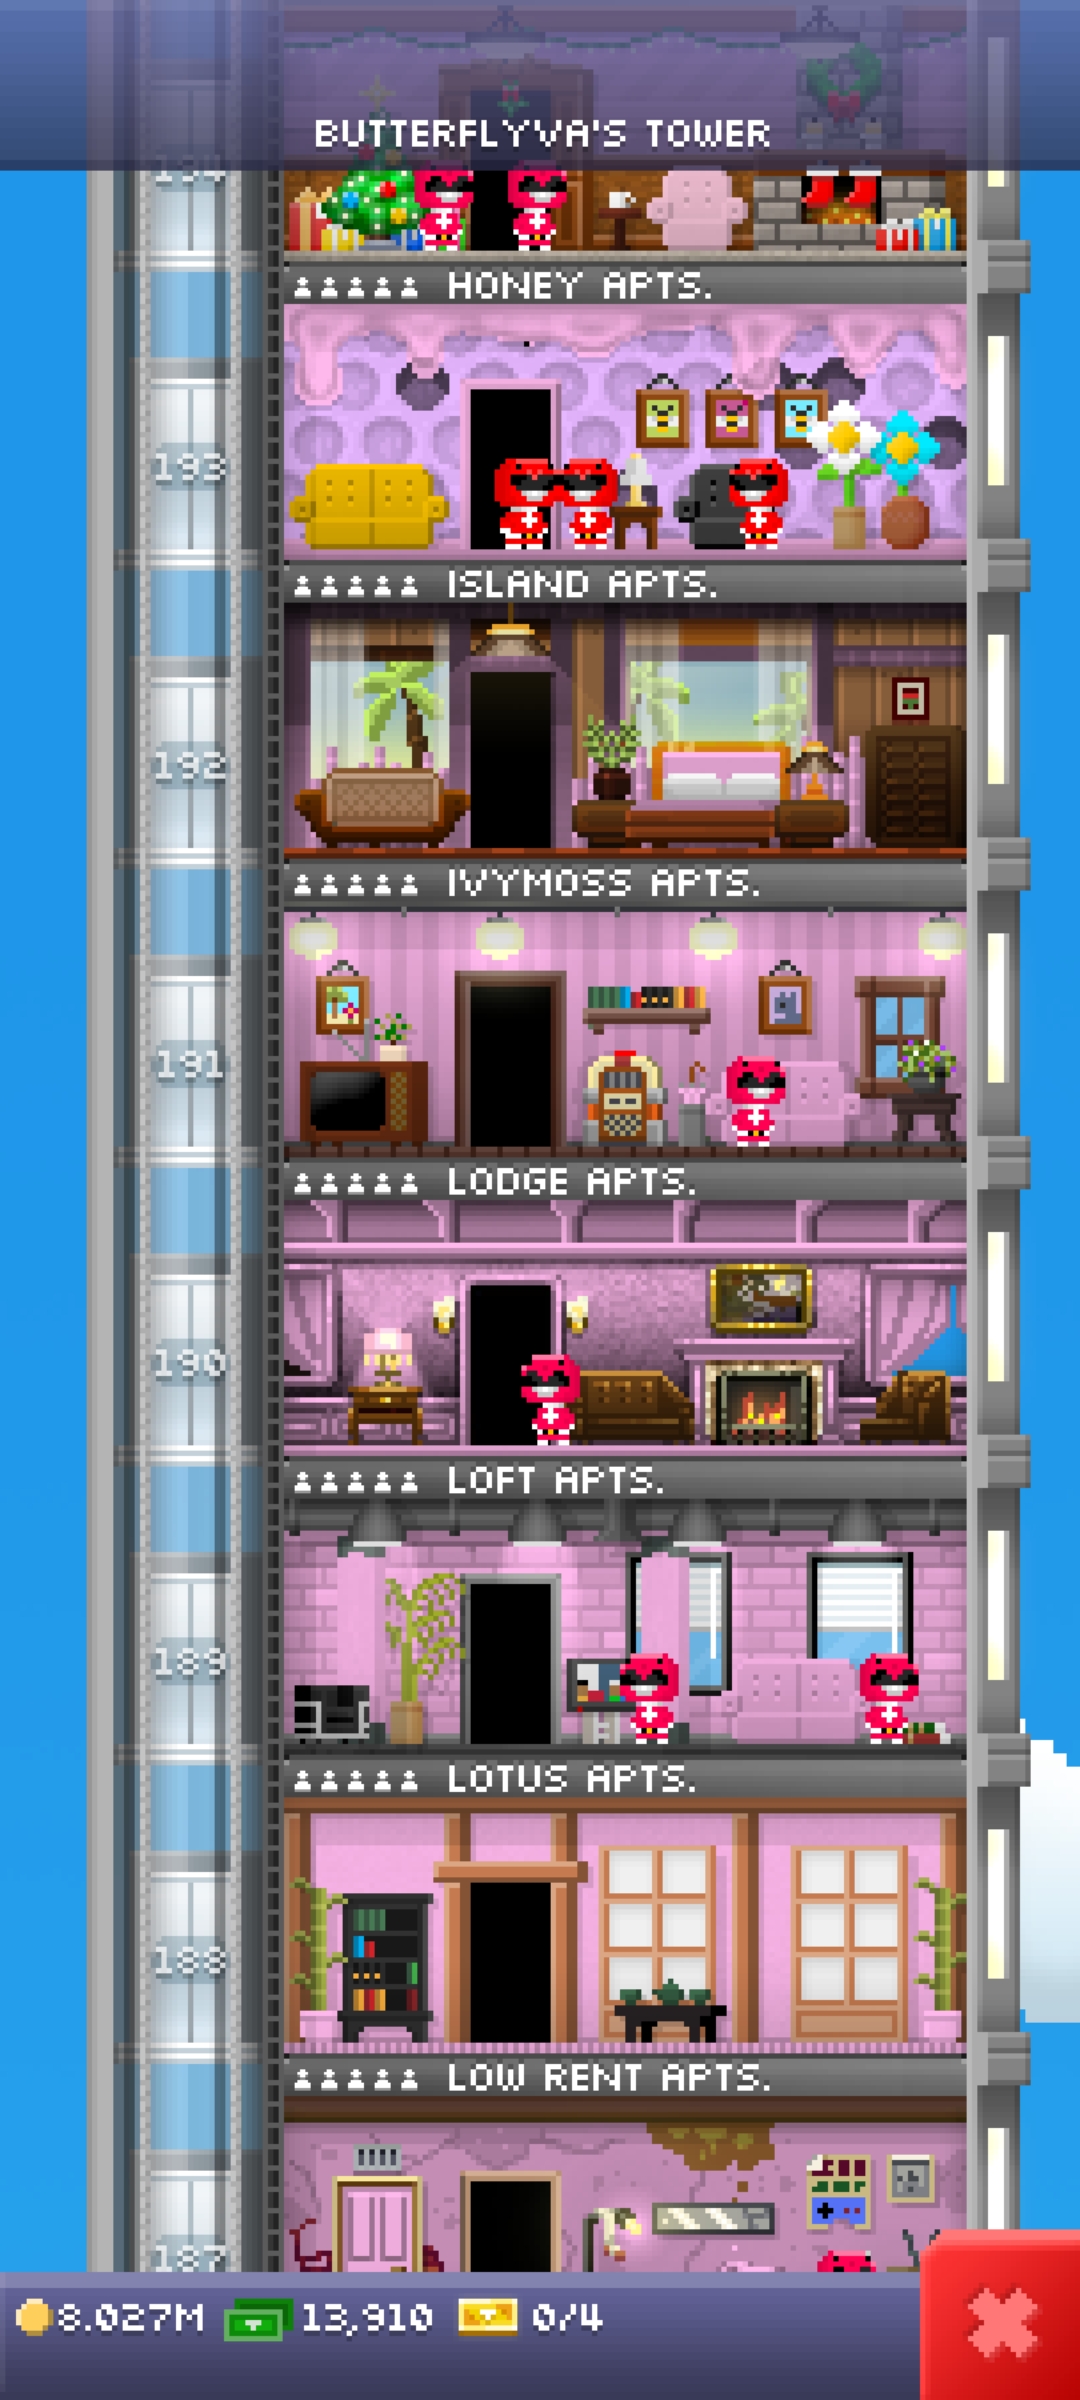 BUTTERFLYVA'S TOWER
194
HONEY APTS.
193
ISLAND APTS.
192
IVYMOSS APTS.
191
LODGE APTS.
190
LOFT APTS.
189
LOTUS APTS.
188
LOW RENT APTS.
187
8.027M 13,910 0/4